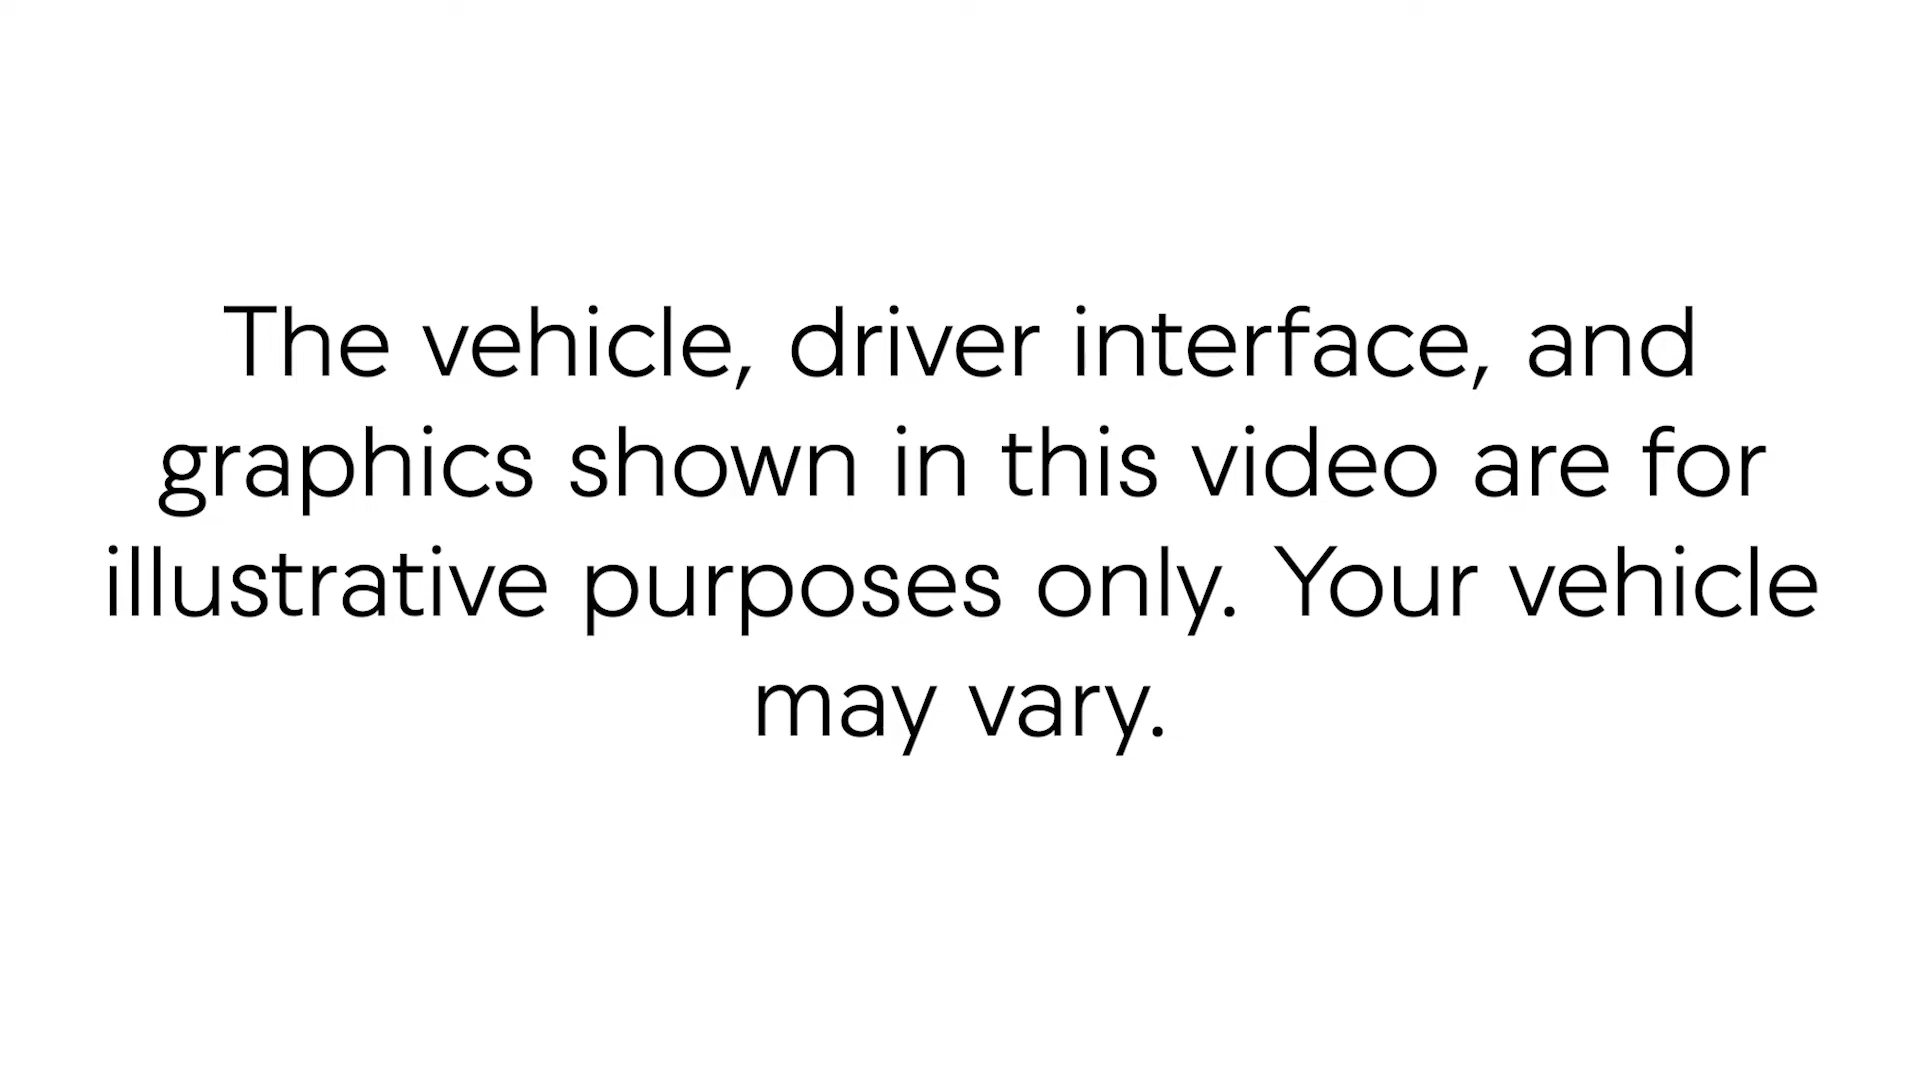 The vehicle, driver interface, and
graphics shown in this video are for
illustrative purposes only. Your vehicle
may vary.